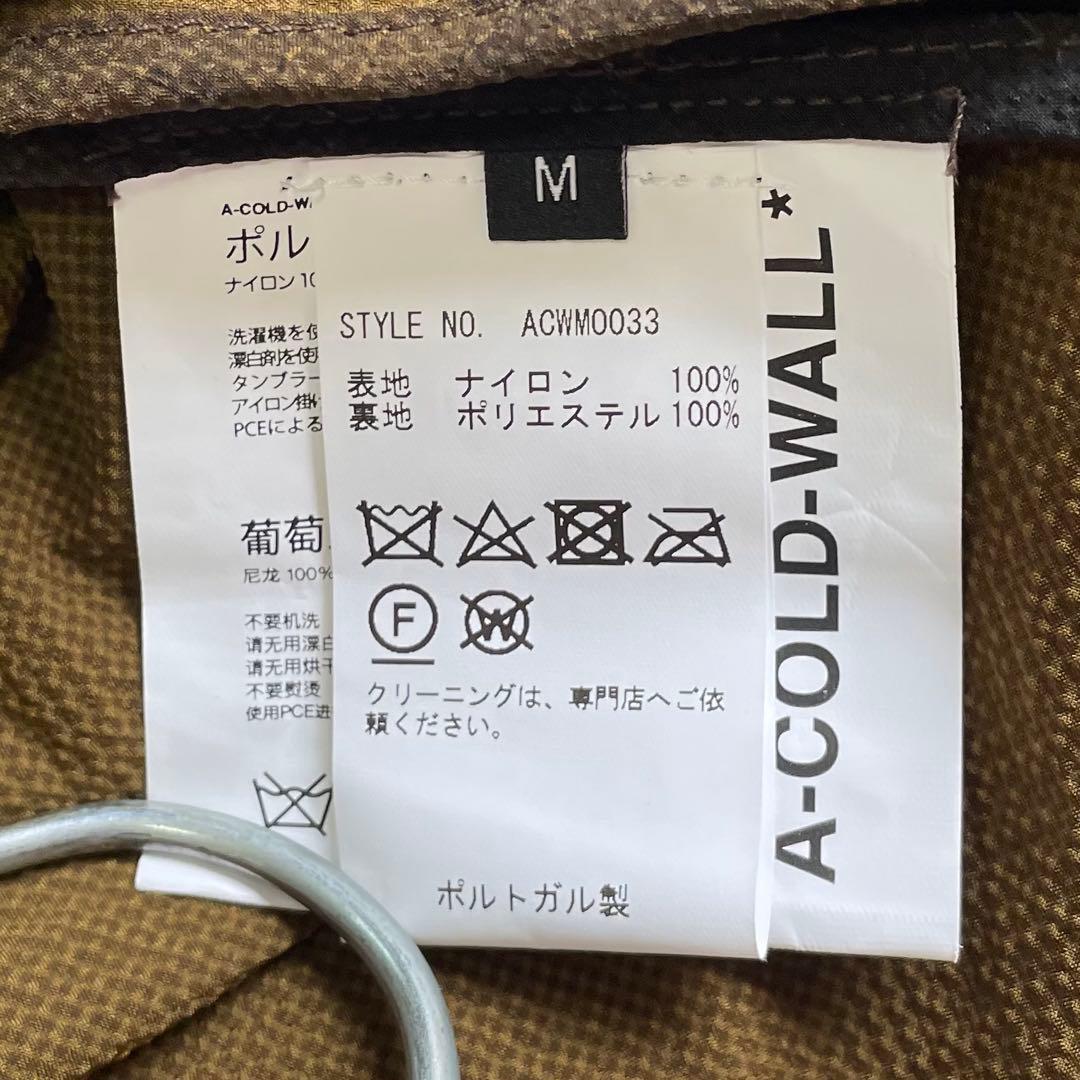 M
STYLE NO. ACWM0033
表地 ナイロン 100%
裏地 ポリエステル 100%
F
W
クリーニングは、専門店へご依
頼ください。
ポルトガル製
A-COLD-WALL*
A-COLD-W
ポル
ナイロン 10
洗濯機を使
漂白剤を使
タンブラー
アイロン掛け
PCEによる
葡萄
尼龙 100%
不要机洗
请无用漂白
请无用烘干
不要熨烫
使用PCE进